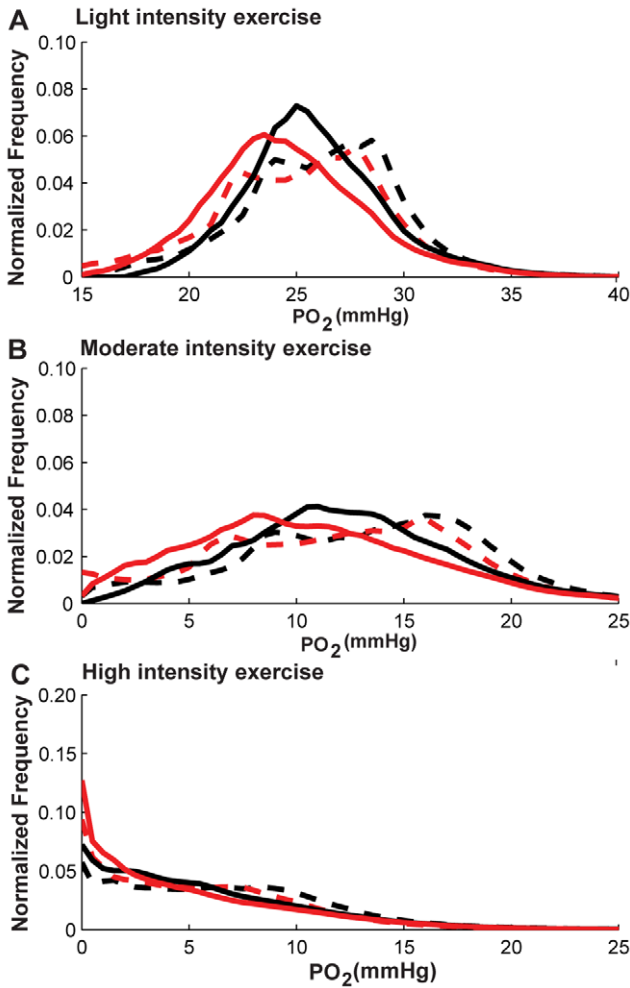 A Light intensity exercise
Normalized Frequency
0.10
0.08
0.06
0.04
0.02
0
15 20 25 30 35 40
PO2 (mmHg)
B Moderate intensity exercise
Normalized Frequency
0.10
0.08
0.06
0.04
0.02
0
0 5 10 15 20 25
PO2 (mmHg)
C High intensity exercise
Normalized Frequency
0.20
0.15
0.10
0.05
0
0 5 10 15 20 25
PO2 (mmHg)